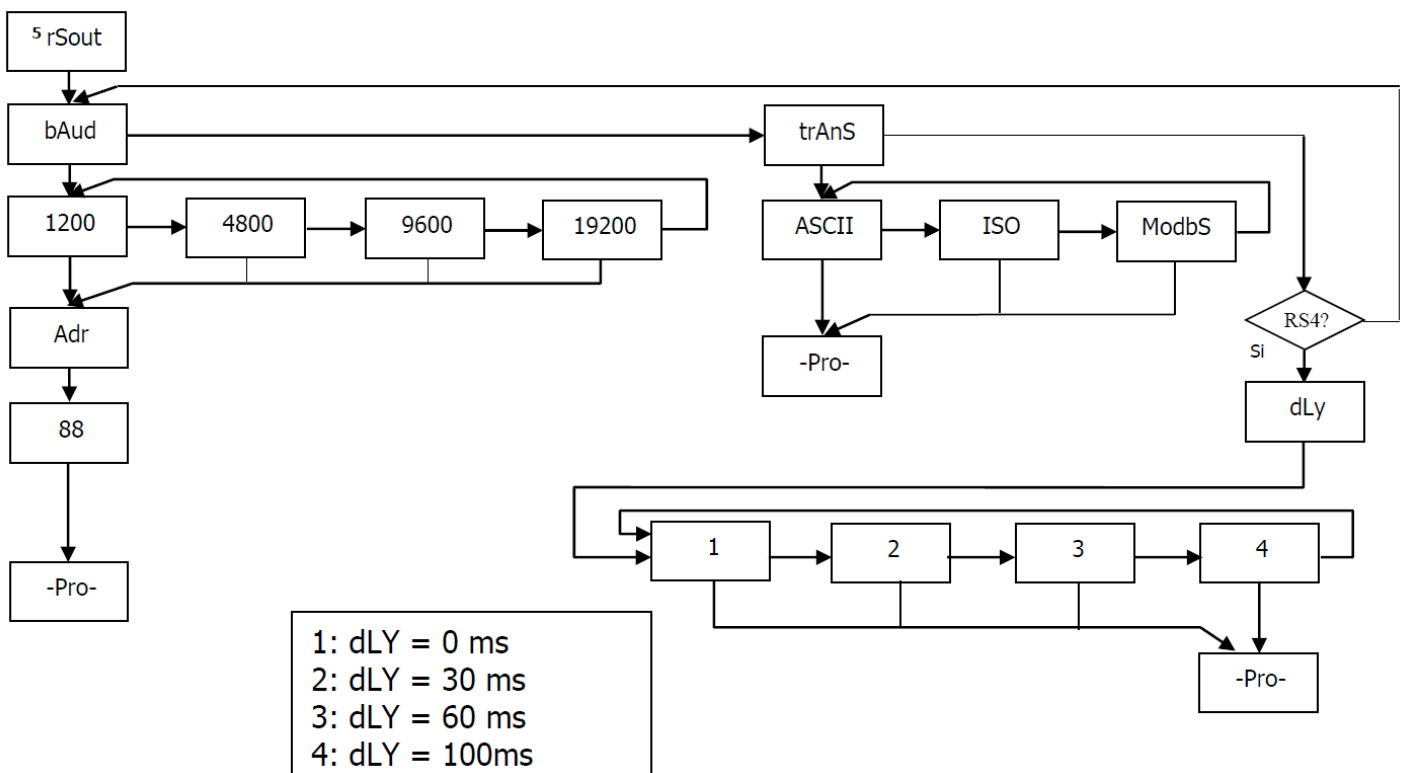 5 rSout
bAud
trAnS
1200
4800
9600
19200
ASCII
ISO
ModbS
Adr
RS4?
Si
-Pro-
dLy
88
1
2
3
4
-Pro-
-Pro-
1: dLY = 0 ms
2: dLY = 30 ms
3: dLY = 60 ms
4: dLY = 100ms